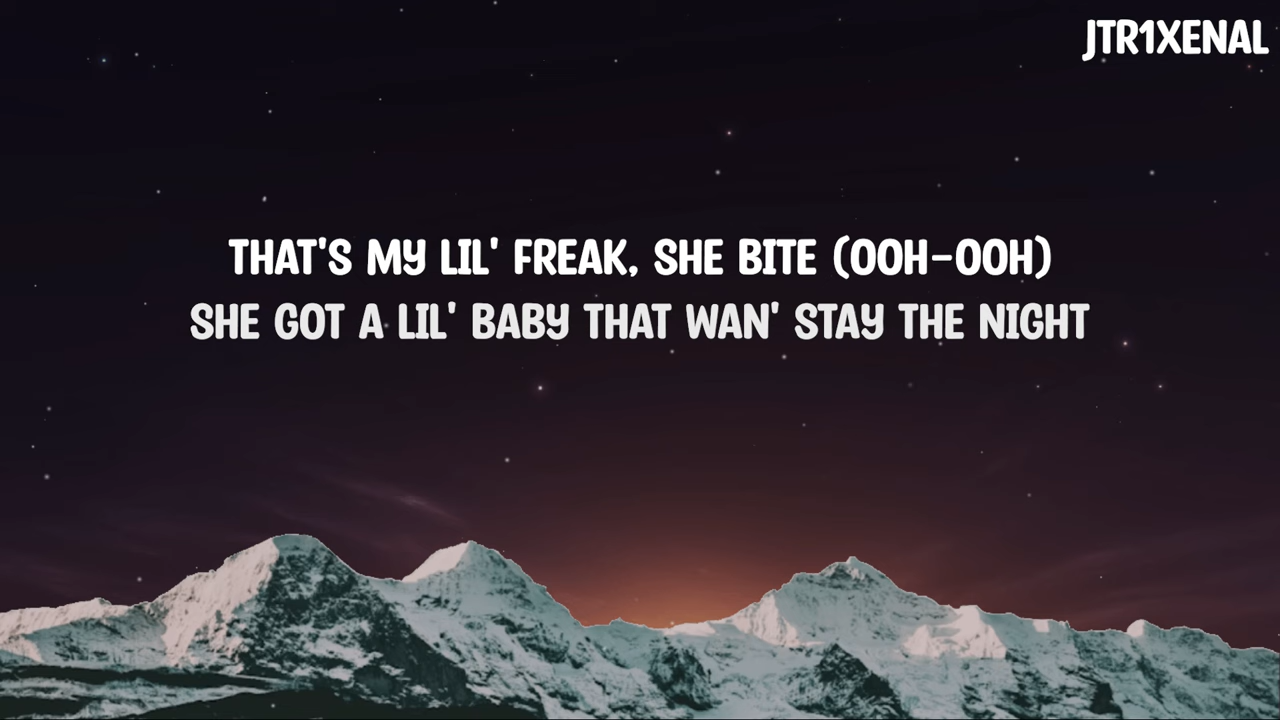 JTR1XENAL
THAT'S MY LIL' FREAK, SHE BITE (OOH-OOH)
SHE GOT A LIL' BABY THAT WAN' STAY THE NIGHT